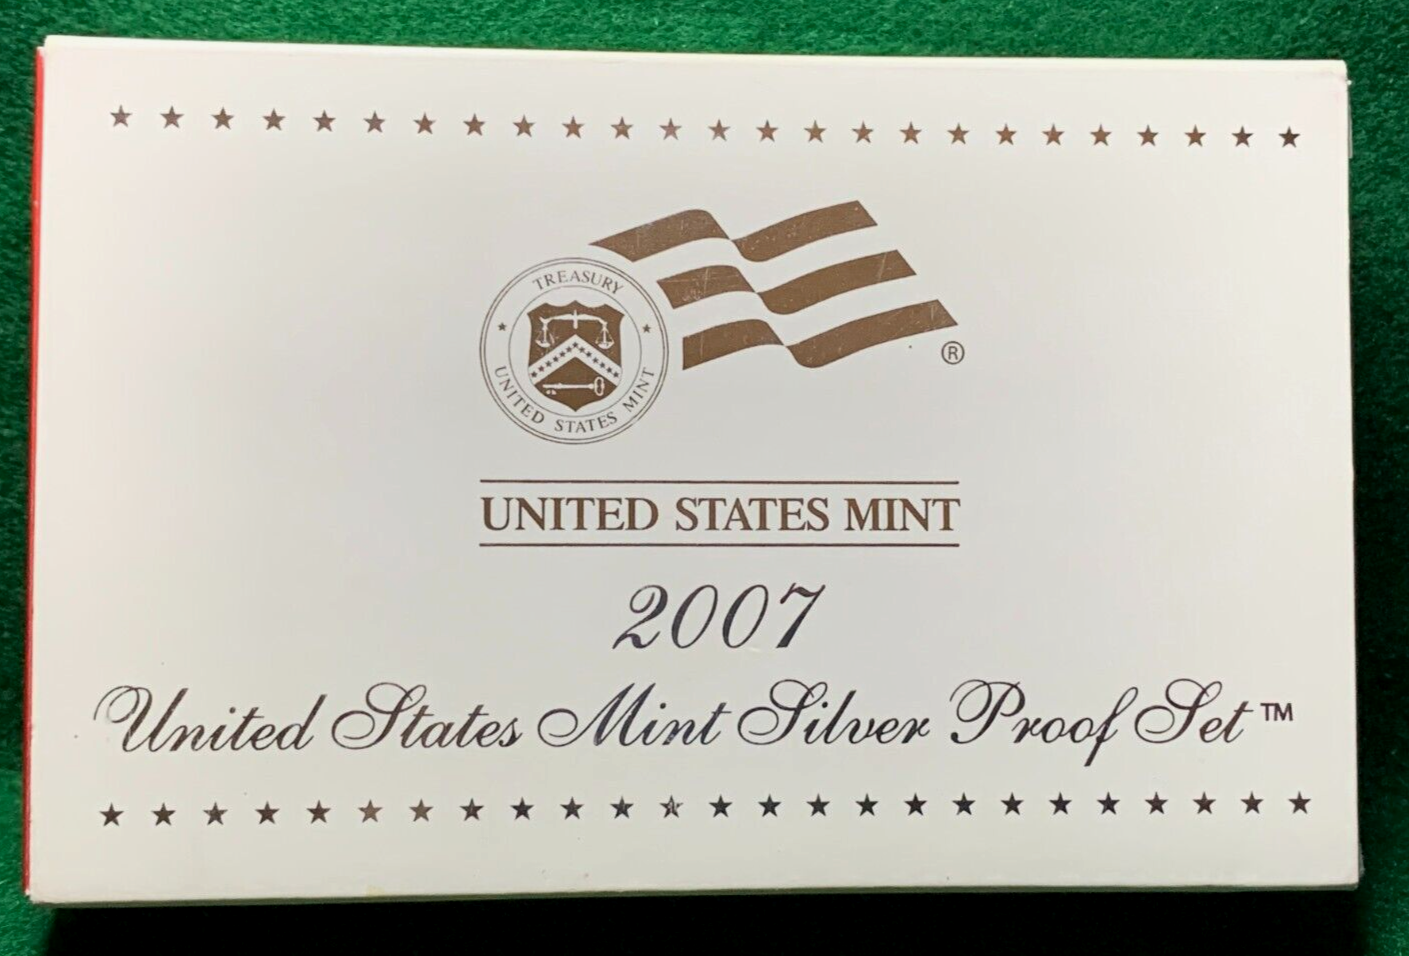 TREASURY
UNITED STATES MINT
®
UNITED STATES MINT
2007
United States Mint Silver Proof Set™